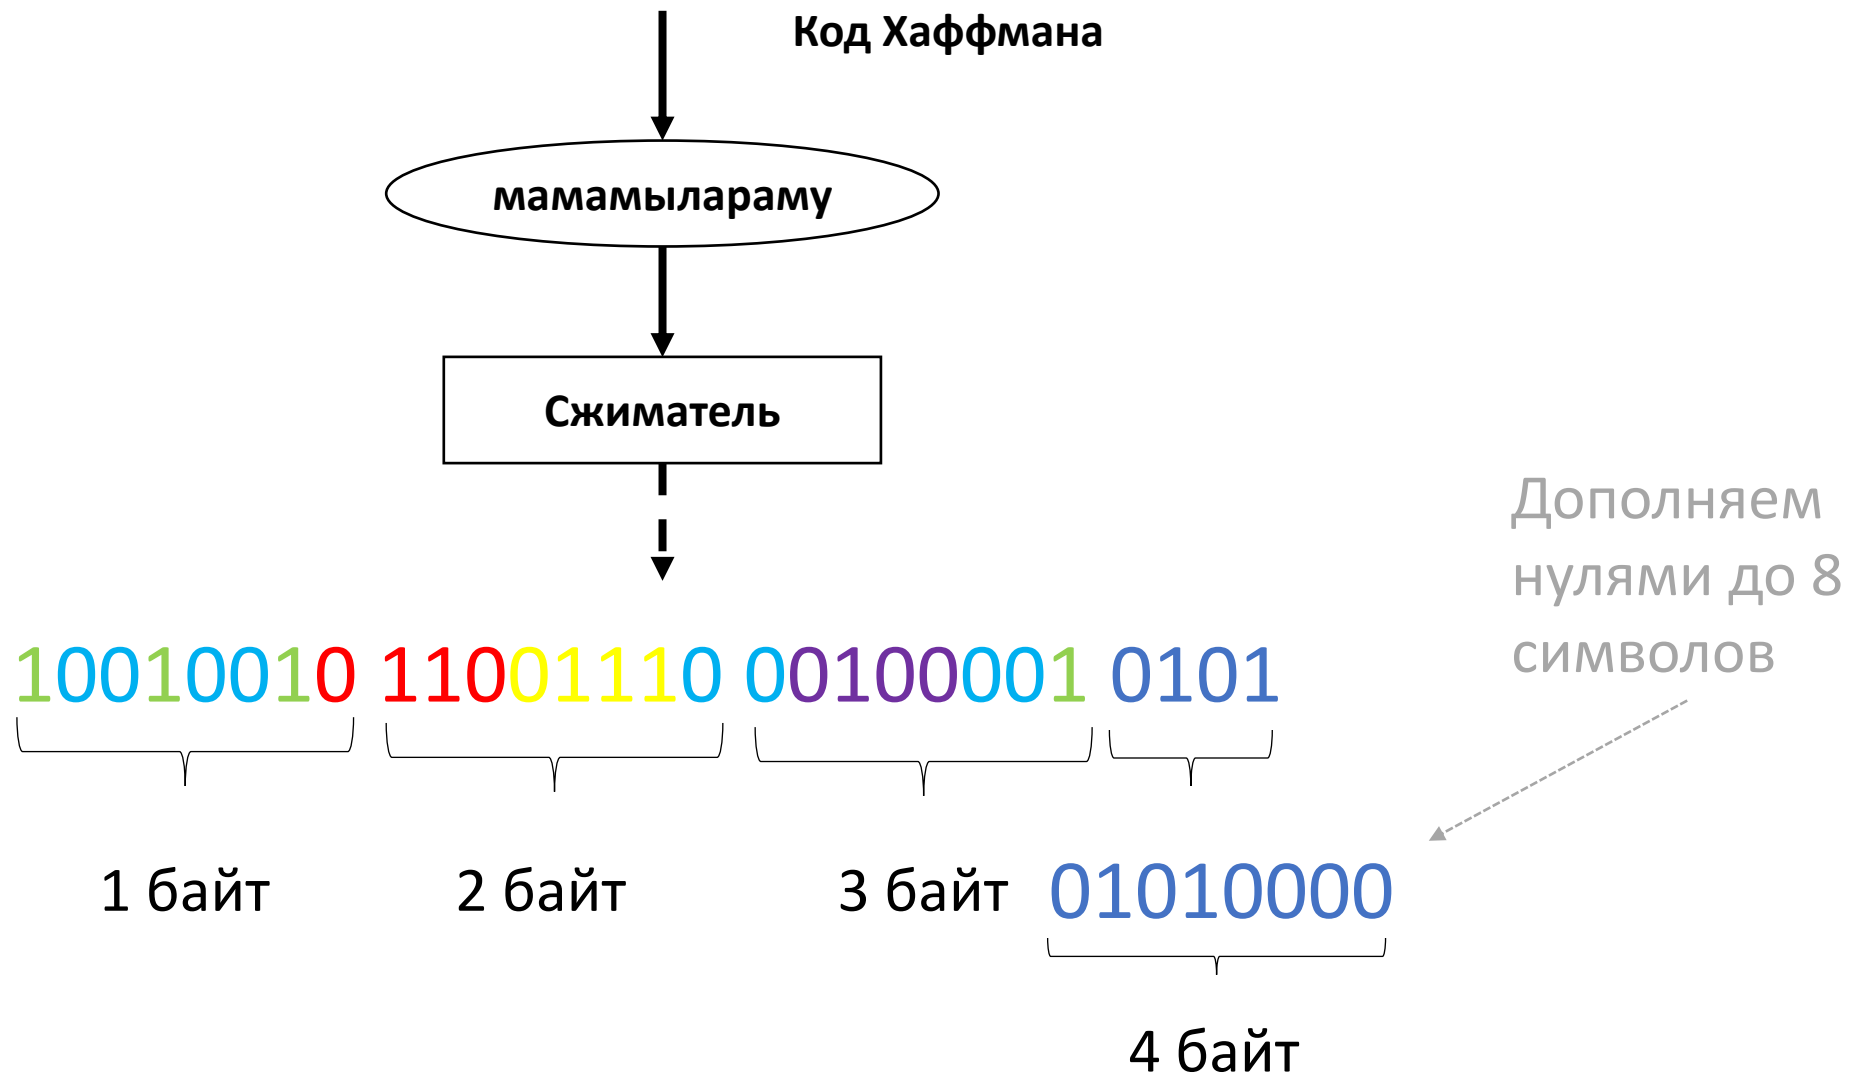 Код Хаффмана
мамамылараму
Сжиматель
Дополняем
нулями до 8
символов
10010010 11001110 00100001 0101
1 байт 2 байт 3 байт 01010000
4 байт